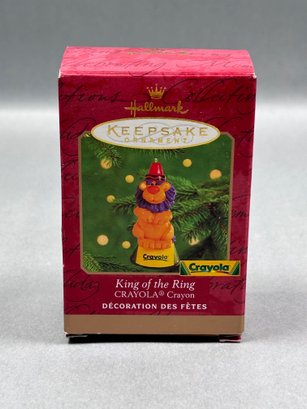 Hallmark
KEEPSAKE
ORNAMENT
Crayola
Crayola
King of the Ring
CRAYOLA® Crayon
DÉCORATION DES FÊTES